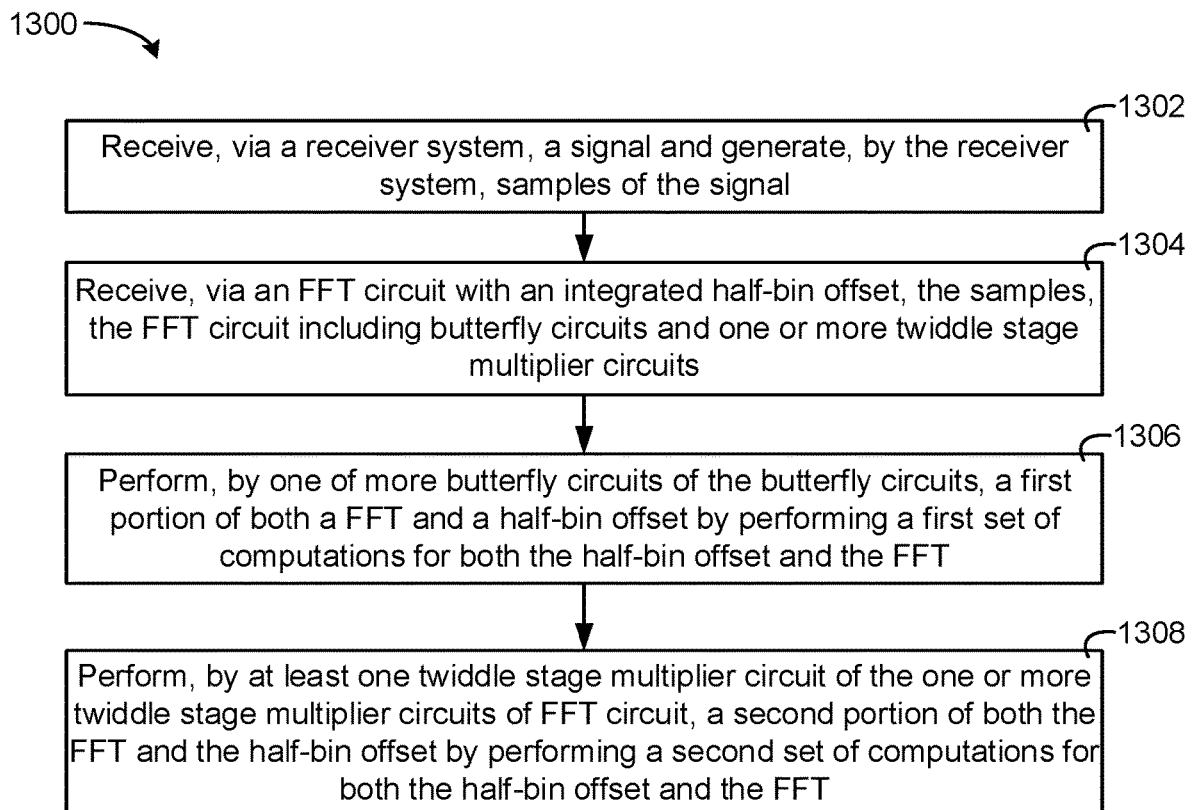 1300
1302
Receive, via a receiver system, a signal and generate, by the receiver
system, samples of the signal
1304
Receive, via an FFT circuit with an integrated half-bin offset, the samples,
the FFT circuit including butterfly circuits and one or more twiddle stage
multiplier circuits
1306
Perform, by one of more butterfly circuits of the butterfly circuits, a first
portion of both a FFT and a half-bin offset by performing a first set of
computations for both the half-bin offset and the FFT
1308
Perform, by at least one twiddle stage multiplier circuit of the one or more
twiddle stage multiplier circuits of FFT circuit, a second portion of both the
FFT and the half-bin offset by performing a second set of computations for
both the half-bin offset and the FFT